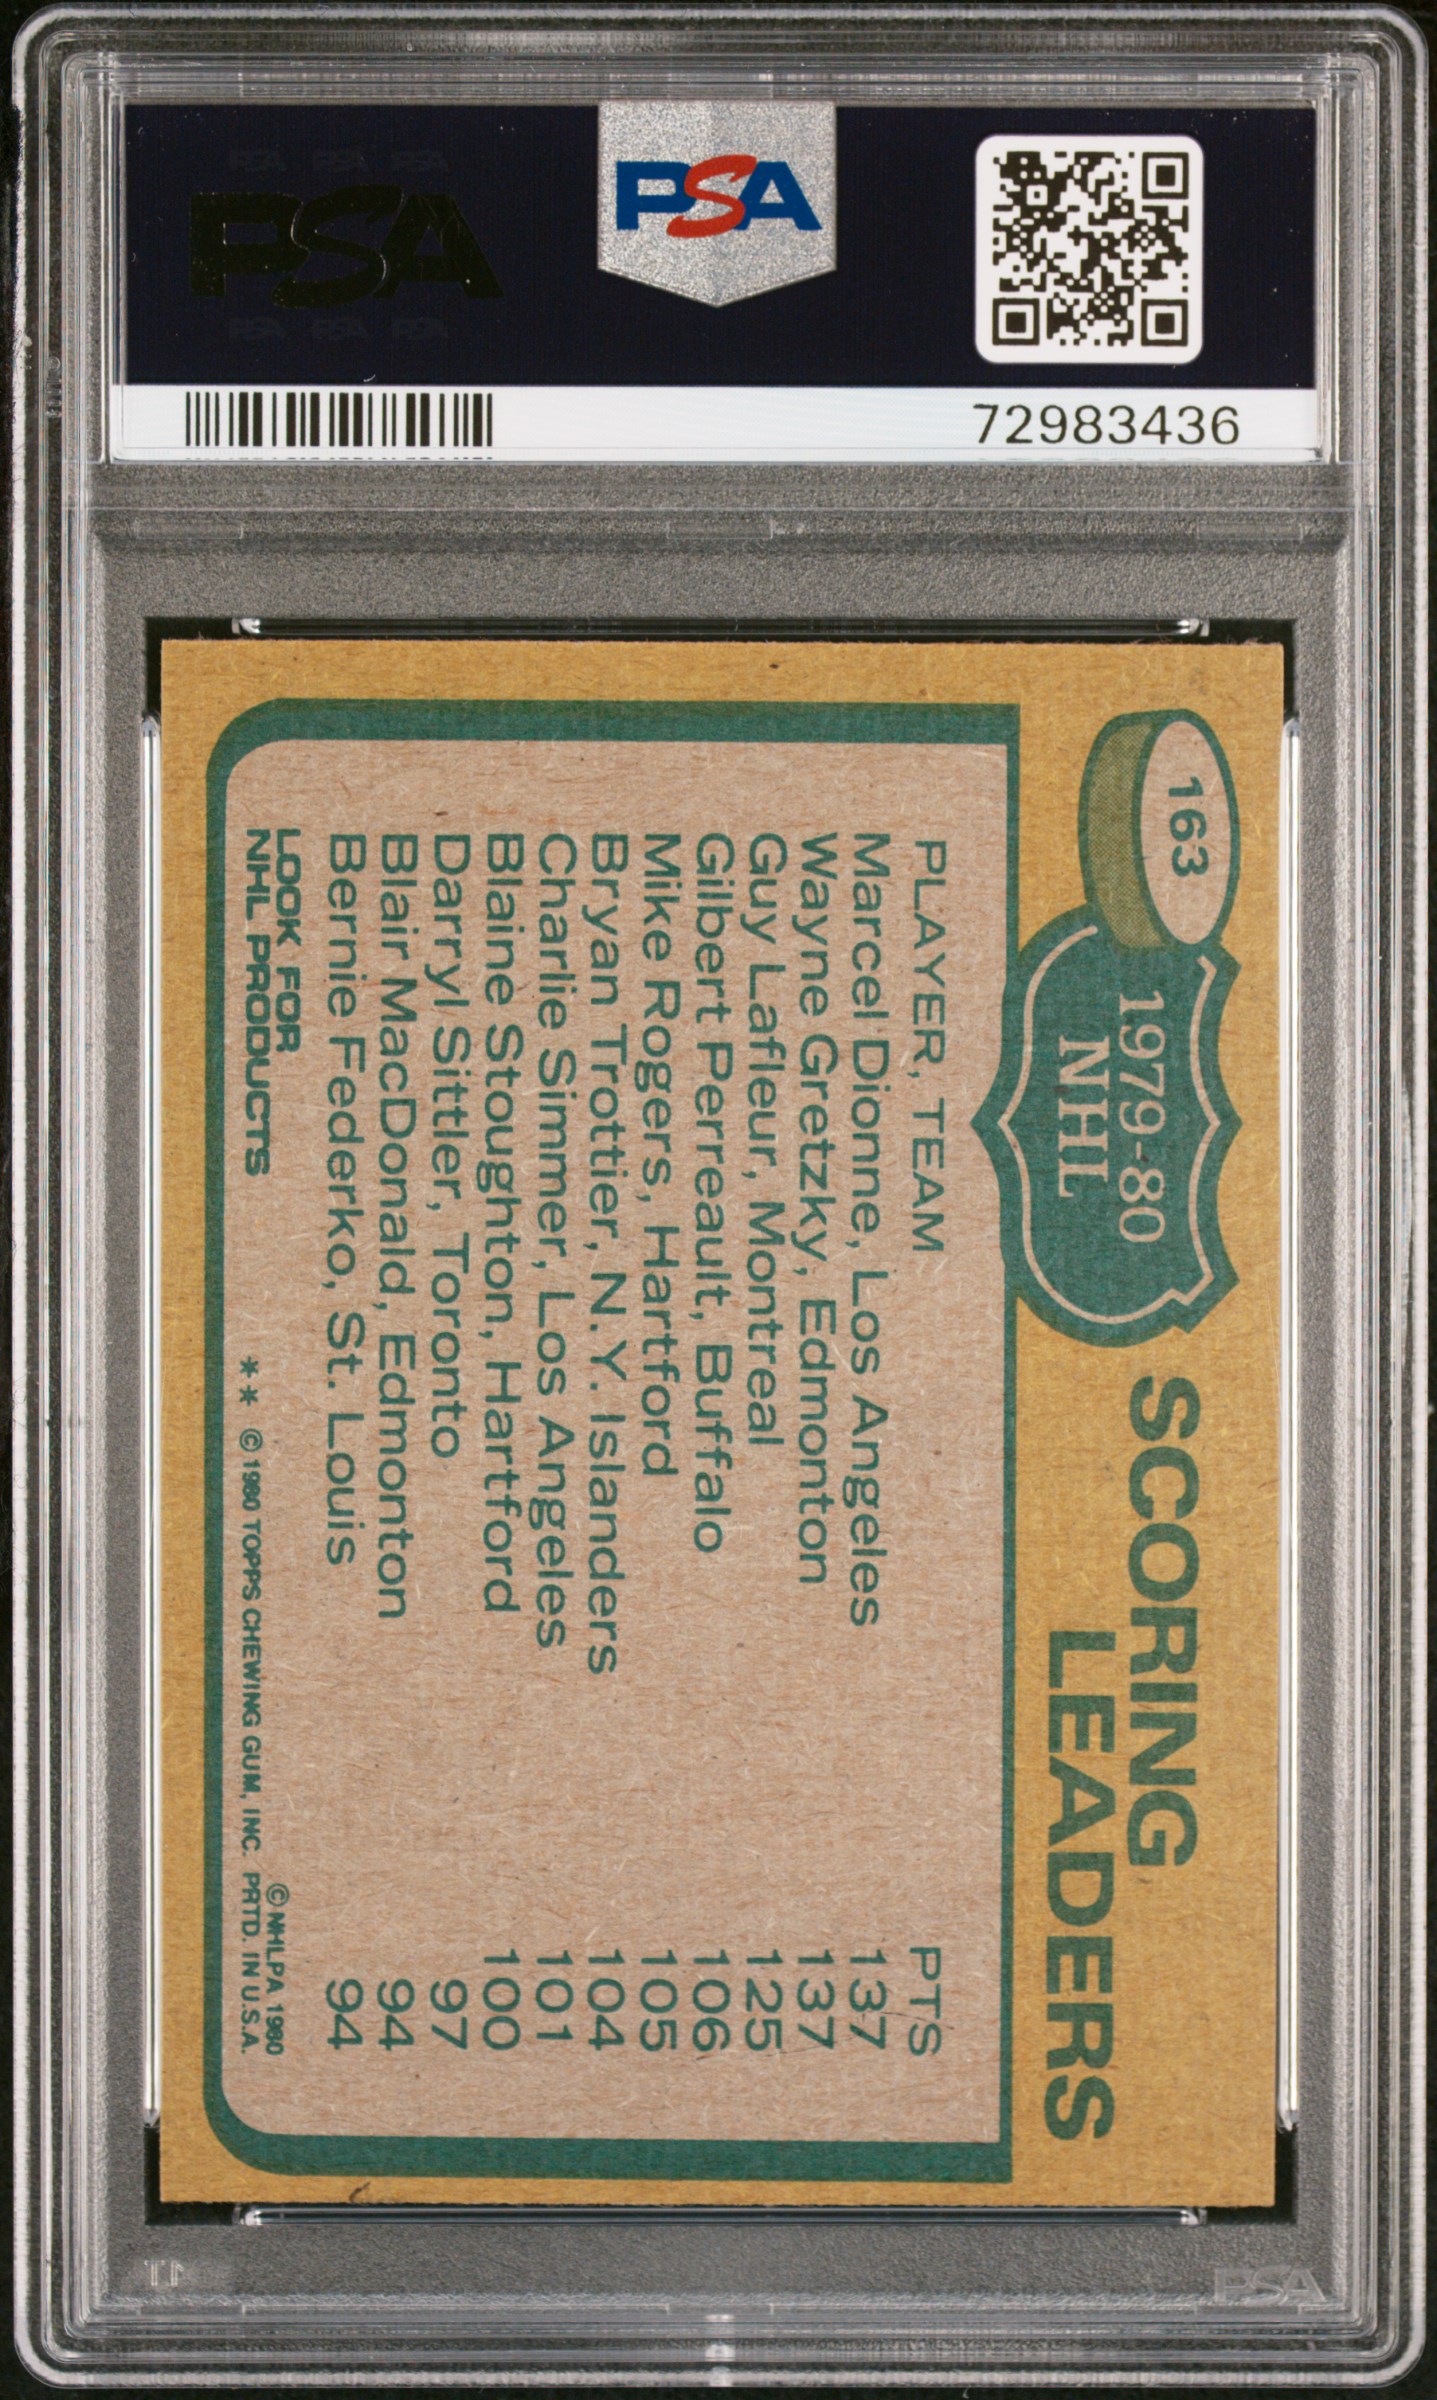 PSA
PSA
72983436
163
1979-80
NHL
SCORING
LEADERS
PLAYER, TEAM PTS
Marcel Dionne, Los Angeles 137
Wayne Gretzky, Edmonton 137
Guy Lafleur, Montreal 125
Gilbert Perreault, Buffalo 106
Mike Rogers, Hartford 105
Bryan Trottier, N.Y. Islanders 104
Charlie Simmer, Los Angeles 101
Blaine Stoughton, Hartford 100
Darryl Sittler, Toronto 97
Blair MacDonald, Edmonton 94
Bernie Federko, St. Louis 94
LOOK FOR
NHL PRODUCTS
© NHLPA 1980
** © 1980 TOPPS CHEWING GUM, INC. PRTD. IN U.S.A.
PSA